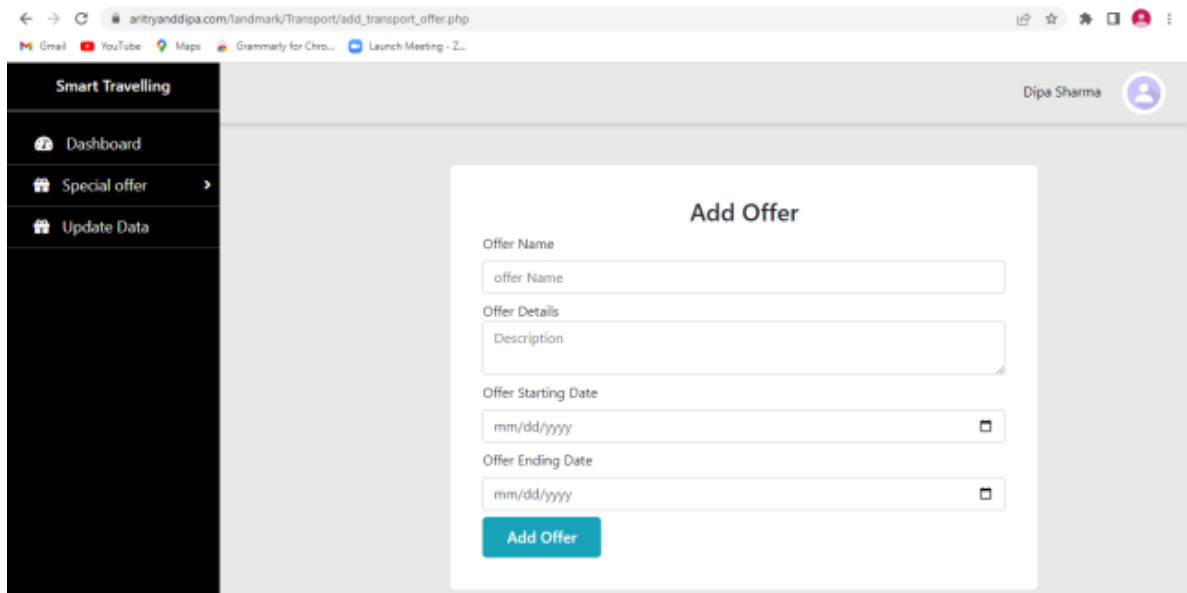 aritryanddipa.com/landmark/Transport/add_transport_offer.php
Gmail YouTube Maps Grammarly for Chro... Launch Meeting - Z...
Smart Travelling
Dipa Sharma
Dashboard
Special offer
Update Data
Add Offer
Offer Name
offer Name
Offer Details
Description
Offer Starting Date
mm/dd/yyyy
Offer Ending Date
mm/dd/yyyy
Add Offer